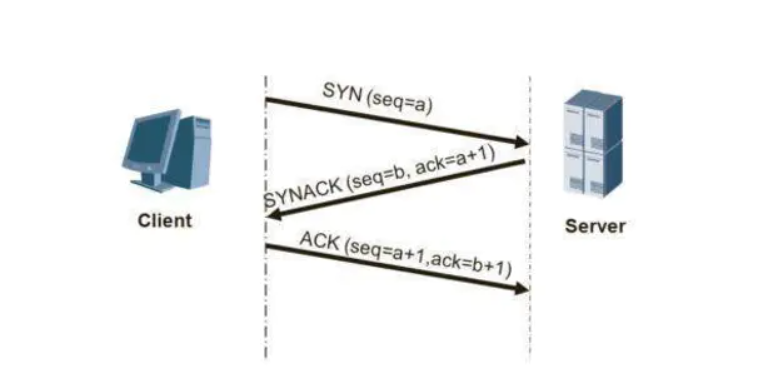 SYN (seq=a)
SYNACK (seq=b, ack=a+1)
Client
Server
ACK (seq=a+1,ack=b+1)